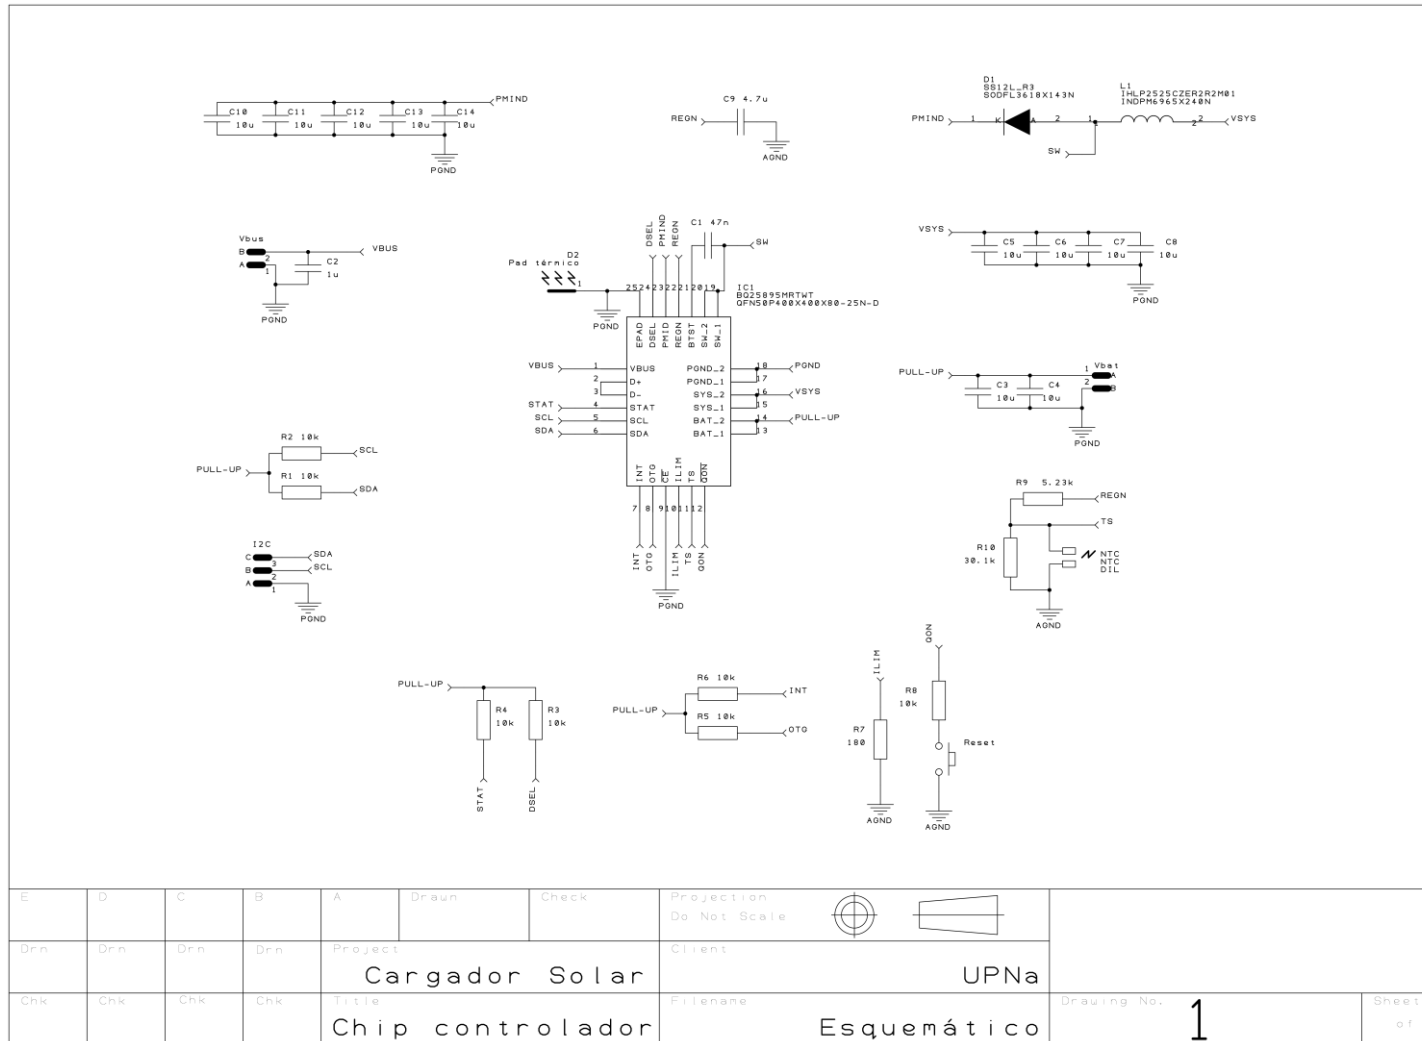 C10 10u
C11 10u
C12 10u
C13 10u
C14 10u
PMIND
PGND
C9 4.7u
REGN
AGND
D1
SS12L_R3
SODFL3618X143N
L1
IHLP2525CZER2R2M01
INDPM6965X240N
PMIND 1 K A 2 1 2 VSYS
SW
Vbus
B 2
A 1
VBUS
C2
1u
PGND
D2
Pad térmico
1
PGND
DSEL
PMIND
REGN
C1 47n
SW
25 24 23 22 21 20 19
IC1
BQ25895MRTWT
QFN50P400X400X80-25N-D
EPAD
DSEL
PMID
REGN
BTST
SW_2
SW_1
VBUS 1 VBUS
2 D+
3 D-
STAT 4 STAT
SCL 5 SCL
SDA 6 SDA
PGND_2 18 PGND
PGND_1 17
SYS_2 16 VSYS
SYS_1 15
BAT_2 14 PULL-UP
BAT_1 13
INT
OTG
CE
ILIM
TS
QON
7 8 9 10 11 12
INT
OTG
ILIM
TS
QON
PGND
VSYS
C5 10u
C6 10u
C7 10u
C8 10u
PGND
PULL-UP
C3 10u
C4 10u
1 Vbat A
2 B
PGND
R2 10k
SCL
PULL-UP
R1 10k
SDA
I2C
C 3 SDA
B 2 SCL
A 1
PGND
R9 5.23k
REGN
TS
R10
30.1k
NTC
NTC
DIL
AGND
PULL-UP
R4
10k
R3
10k
STAT
DSEL
R6 10k
INT
PULL-UP
R5 10k
OTG
ILIM
R7
180
AGND
QON
R8
10k
Reset
AGND
E D C B A Drawn Check Projection
Do Not Scale
Drn Drn Drn Drn Project Client
Cargador Solar UPNa
Chk Chk Chk Chk Title Filename Drawing No. Sheet
Chip controlador Esquemático 1 of